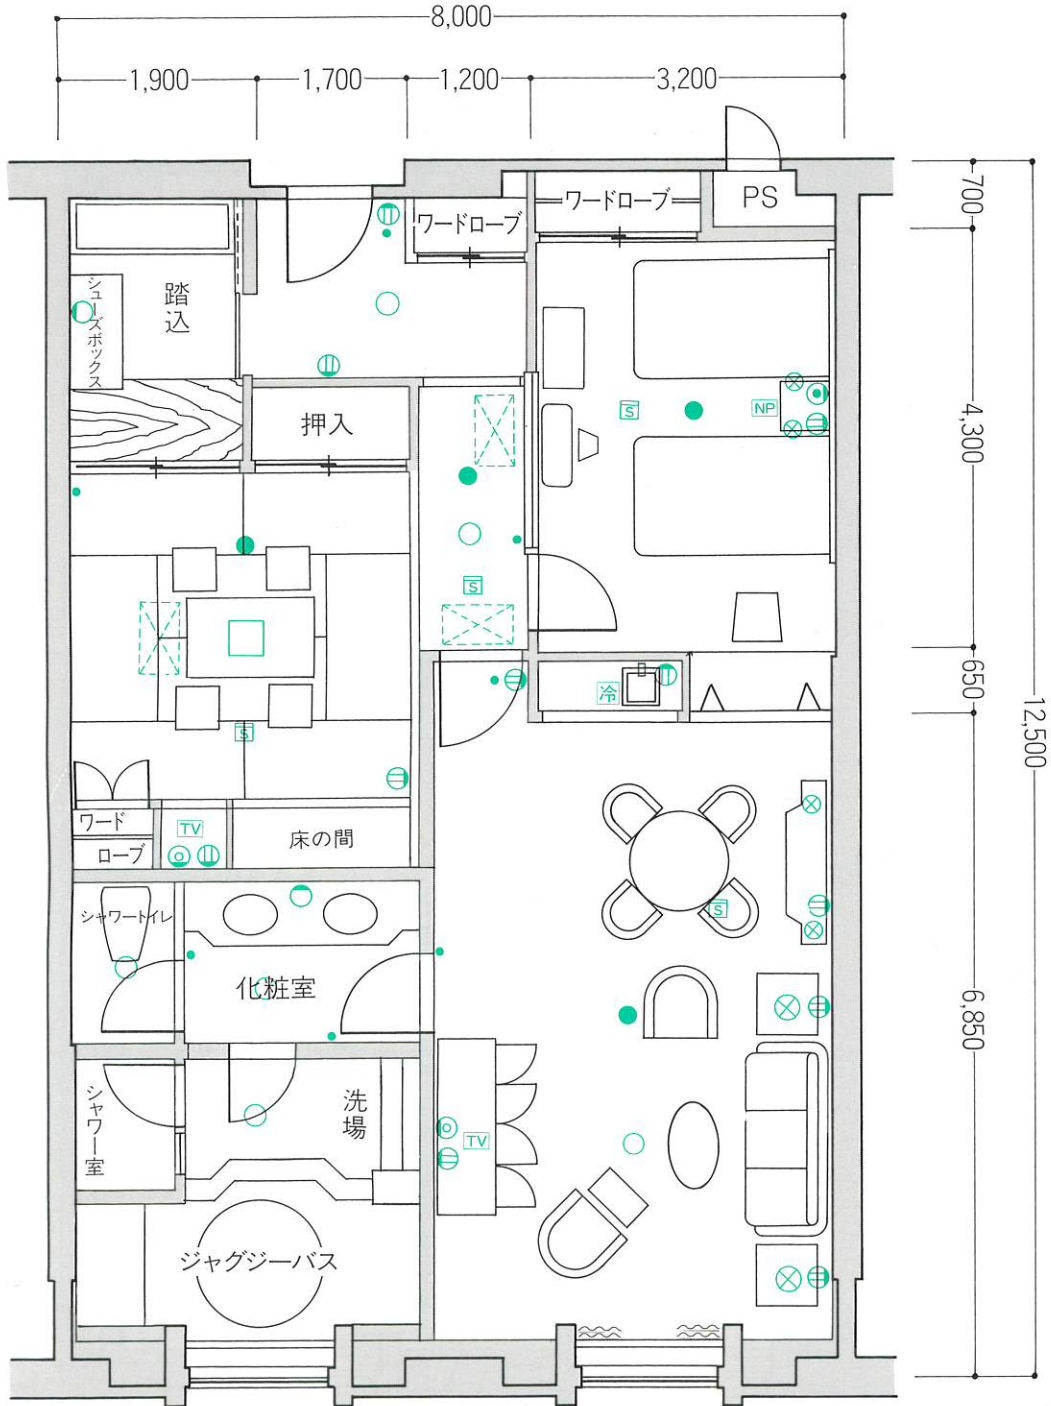 8,000
1,900
1,700
1,200
3,200
ワードローブ
ワードローブ
PS
700
踏込
シューズボックス
押入
S
NP
4,300
S
冷
650
12,500
S
ワード
ローブ
TV
床の間
S
シャワートイレ
化粧室
6,850
シャワー室
洗場
TV
ジャグジーバス